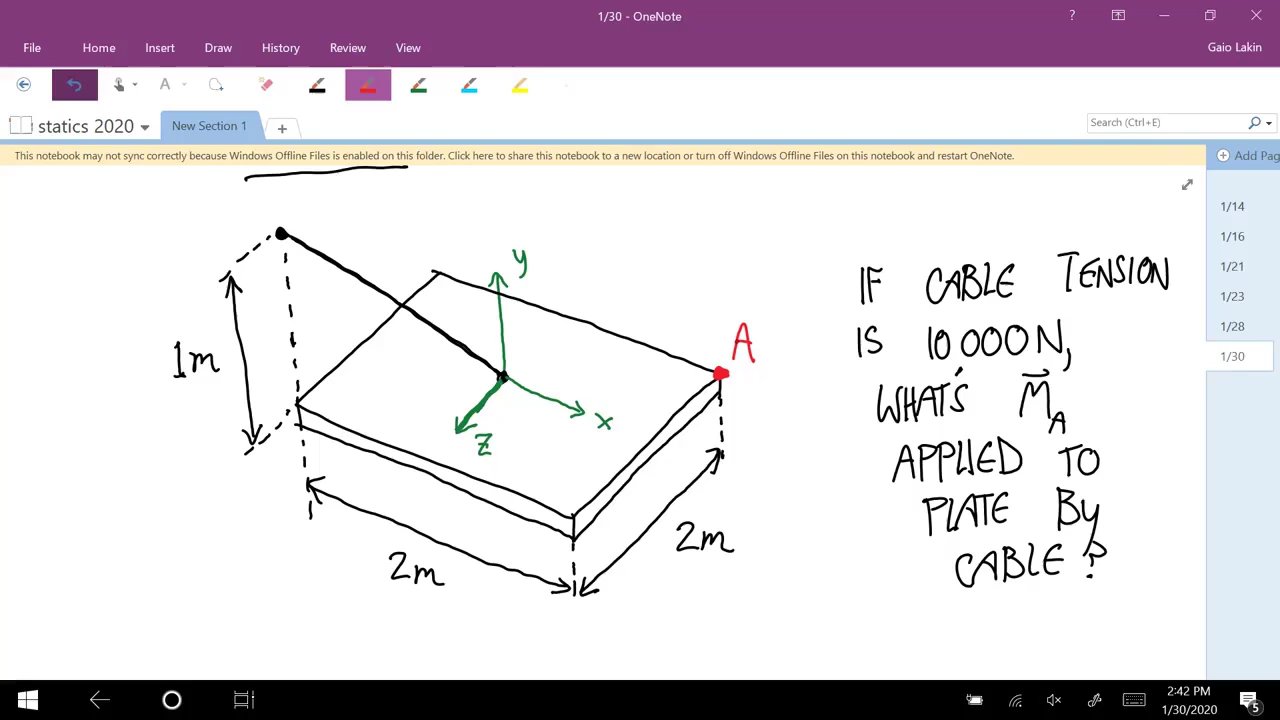 1/30 - OneNote
?
File Home Insert Draw History Review View
Gaio Lakin
A
statics 2020
New Section 1
Search (Ctrl+E)
This notebook may not sync correctly because Windows Offline Files is enabled on this folder. Click here to share this notebook to a new location or turn off Windows Offline Files on this notebook and restart OneNote.
Add Pag
1/14
1/16
1/21
1/23
1/28
1/30
y
A
x
z
1m
2m
2m
IF CABLE TENSION
IS 10 000N,
WHAT'S M⃗A
APPLIED TO
PLATE BY
CABLE?
2:42 PM
1/30/2020
5